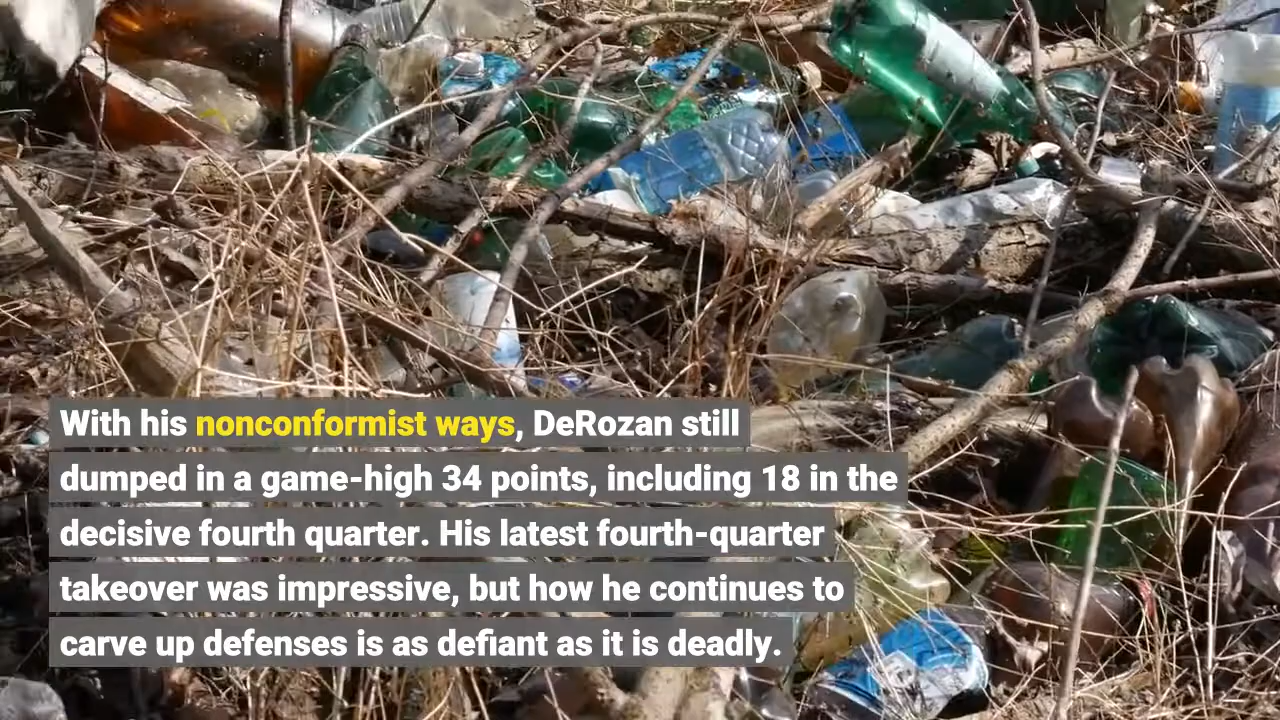 With his nonconformist ways, DeRozan still
dumped in a game-high 34 points, including 18 in the
decisive fourth quarter. His latest fourth-quarter
takeover was impressive, but how he continues to
carve up defenses is as defiant as it is deadly.